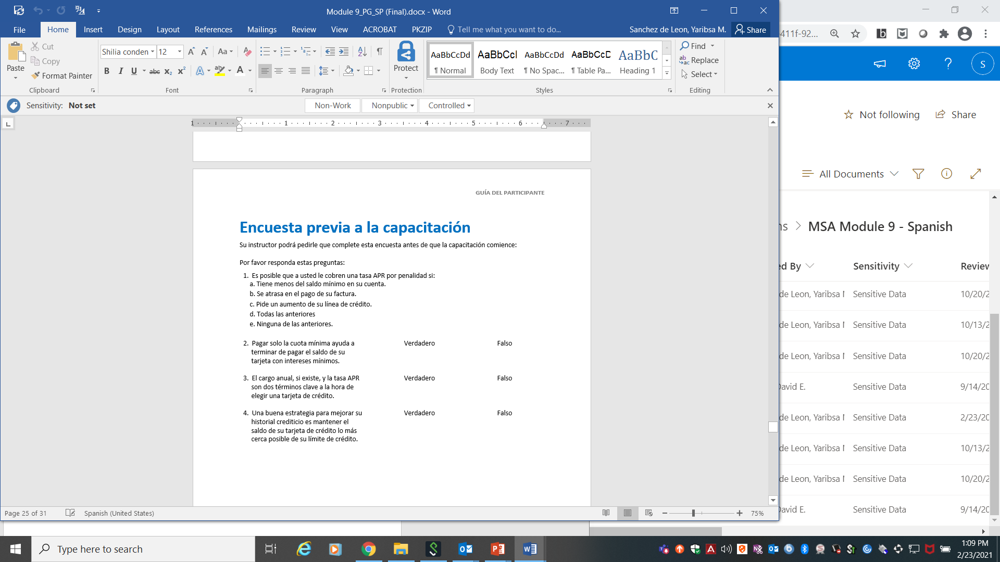 Module 9_PG_SP (Final).docx - Word
File Home Insert Design Layout References Mailings Review View ACROBAT PKZIP Tell me what you want to do... Sanchez de Leon, Yaribsa M. Share
Paste
Cut
Copy
Format Painter
Clipboard
Shilia conden 12
Font
Paragraph
Protect
Protection
AaBbCcDd AaBbCcI AaBbCcDd AaBbCcD AaBbC
¶ Normal Body Text ¶ No Spac... ¶ Table Pa... Heading 1
Styles
Find
Replace
Select
Editing
Sensitivity: Not set Non-Work Nonpublic Controlled
1 1 2 3 4 5 6 7
GUÍA DEL PARTICIPANTE
Encuesta previa a la capacitación
Su instructor podrá pedirle que complete esta encuesta antes de que la capacitación comience:
Por favor responda estas preguntas:
1. Es posible que a usted le cobren una tasa APR por penalidad si:
a. Tiene menos del saldo mínimo en su cuenta.
b. Se atrasa en el pago de su factura.
c. Pide un aumento de su línea de crédito.
d. Todas las anteriores
e. Ninguna de las anteriores.
2. Pagar solo la cuota mínima ayuda a Verdadero Falso
terminar de pagar el saldo de su
tarjeta con intereses mínimos.
3. El cargo anual, si existe, y la tasa APR Verdadero Falso
son dos términos clave a la hora de
elegir una tarjeta de crédito.
4. Una buena estrategia para mejorar su Verdadero Falso
historial crediticio es mantener el
saldo de su tarjeta de crédito lo más
cerca posible de su límite de crédito.
Page 25 of 31 Spanish (United States) 75%
-411f-92...
S
Not following Share
All Documents
ns > MSA Module 9 - Spanish
ed By Sensitivity Review
de Leon, Yaribsa M Sensitive Data 10/20/2
de Leon, Yaribsa M Sensitive Data 10/13/2
de Leon, Yaribsa M Sensitive Data 10/20/2
David E. Sensitive Data 9/14/20
de Leon, Yaribsa M Sensitive Data 2/23/20
de Leon, Yaribsa M Sensitive Data 10/13/2
de Leon, Yaribsa M Sensitive Data 10/20/2
David E. Sensitive Data 9/14/20
Type here to search
1:09 PM
2/23/2021